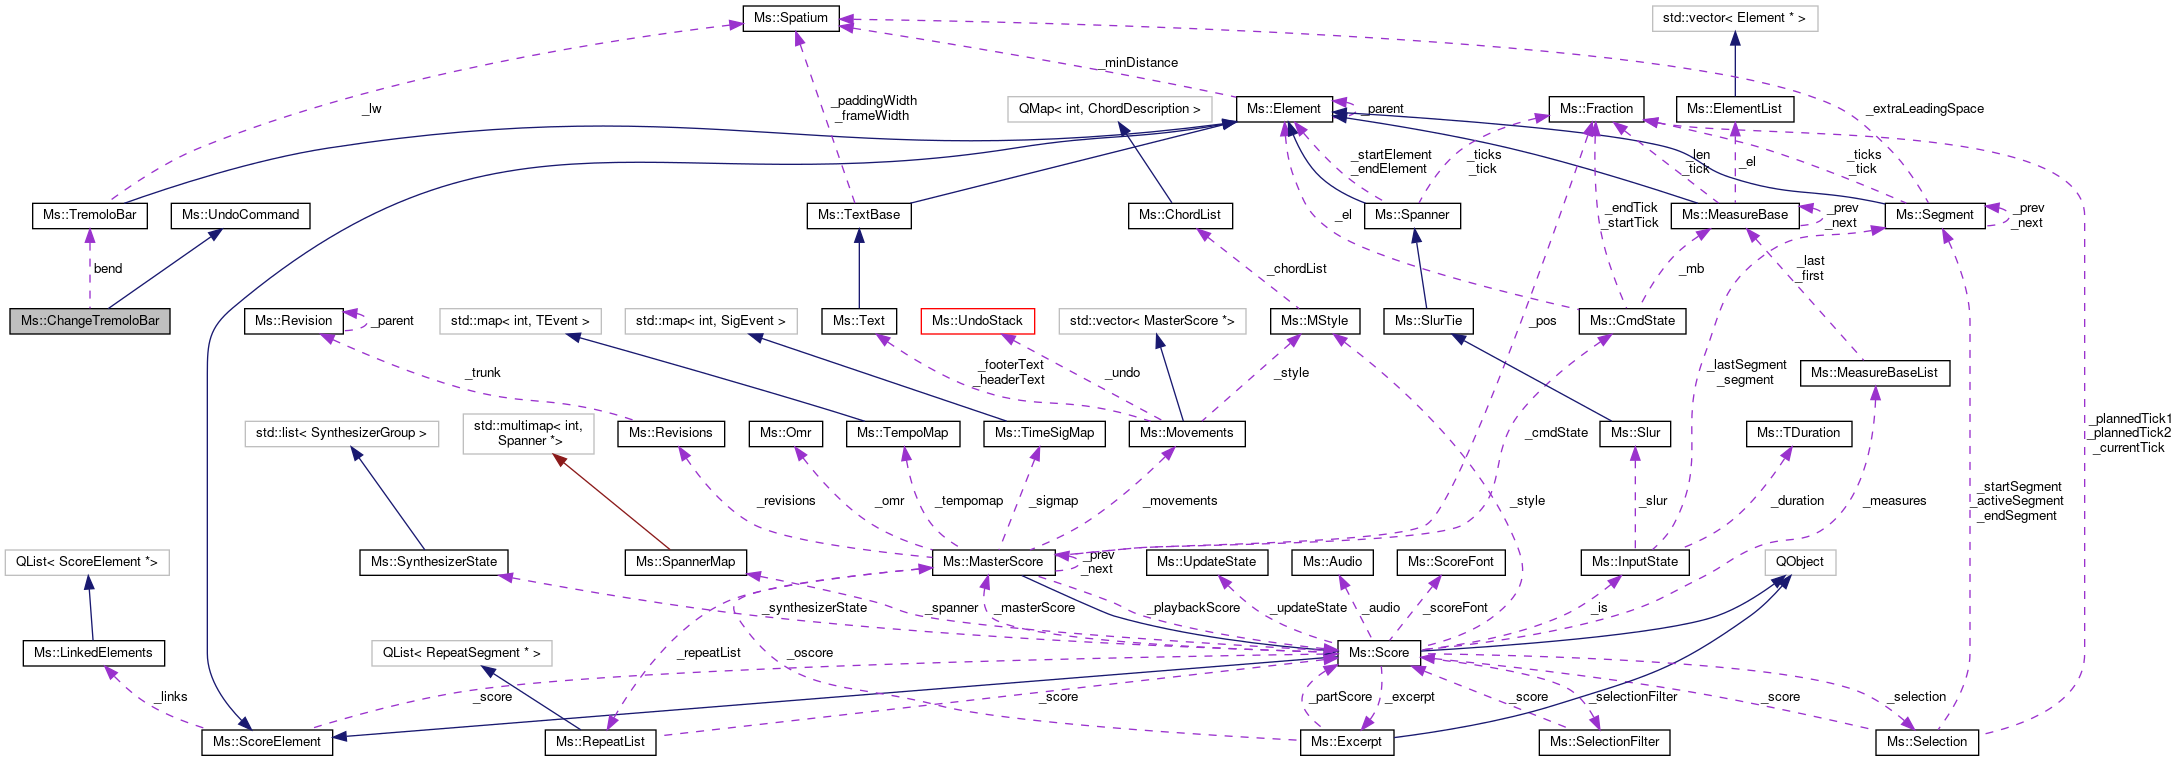 Ms::Spatium
std::vector< Element * >
_minDistance
_lw
_paddingWidth
_frameWidth
QMap< int, ChordDescription >
Ms::Element
_parent
Ms::Fraction
Ms::ElementList
_extraLeadingSpace
_startElement
_endElement
_ticks
_tick
_len
_tick
_el
_ticks
_tick
Ms::TremoloBar
Ms::UndoCommand
Ms::TextBase
Ms::ChordList
_el
Ms::Spanner
_endTick
_startTick
Ms::MeasureBase
_prev
_next
Ms::Segment
_prev
_next
bend
_chordList
_mb
_last
_first
Ms::ChangeTremoloBar
Ms::Revision
_parent
std::map< int, TEvent >
std::map< int, SigEvent >
Ms::Text
Ms::UndoStack
std::vector< MasterScore *>
Ms::MStyle
Ms::SlurTie
_pos
Ms::CmdState
_trunk
_footerText
_headerText
_undo
_style
_lastSegment
_segment
Ms::MeasureBaseList
std::list< SynthesizerGroup >
std::multimap< int,
Spanner *>
Ms::Revisions
Ms::Omr
Ms::TempoMap
Ms::TimeSigMap
Ms::Movements
_cmdState
Ms::Slur
Ms::TDuration
_plannedTick1
_plannedTick2
_currentTick
_revisions
_omr
_tempomap
_sigmap
_movements
_style
_slur
_duration
_measures
_startSegment
_activeSegment
_endSegment
QList< ScoreElement *>
Ms::SynthesizerState
Ms::SpannerMap
Ms::MasterScore
_prev
_next
Ms::UpdateState
Ms::Audio
Ms::ScoreFont
Ms::InputState
QObject
_synthesizerState
_spanner
_masterScore
_playbackScore
_updateState
_audio
_scoreFont
_is
Ms::LinkedElements
QList< RepeatSegment * >
_repeatList
_oscore
Ms::Score
_links
_score
_score
_partScore
_excerpt
_score
_selectionFilter
_score
_selection
Ms::ScoreElement
Ms::RepeatList
Ms::Excerpt
Ms::SelectionFilter
Ms::Selection